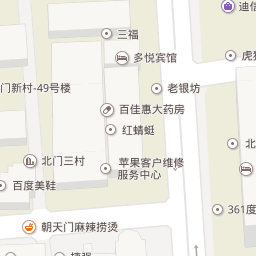 三福
迪信
多悦宾馆
虎
门新村-49号楼
老银坊
百佳惠大药房
红蜻蜓
北
北门三村
苹果客户维修
服务中心
百度美鞋
361度
朝天门麻辣捞烫